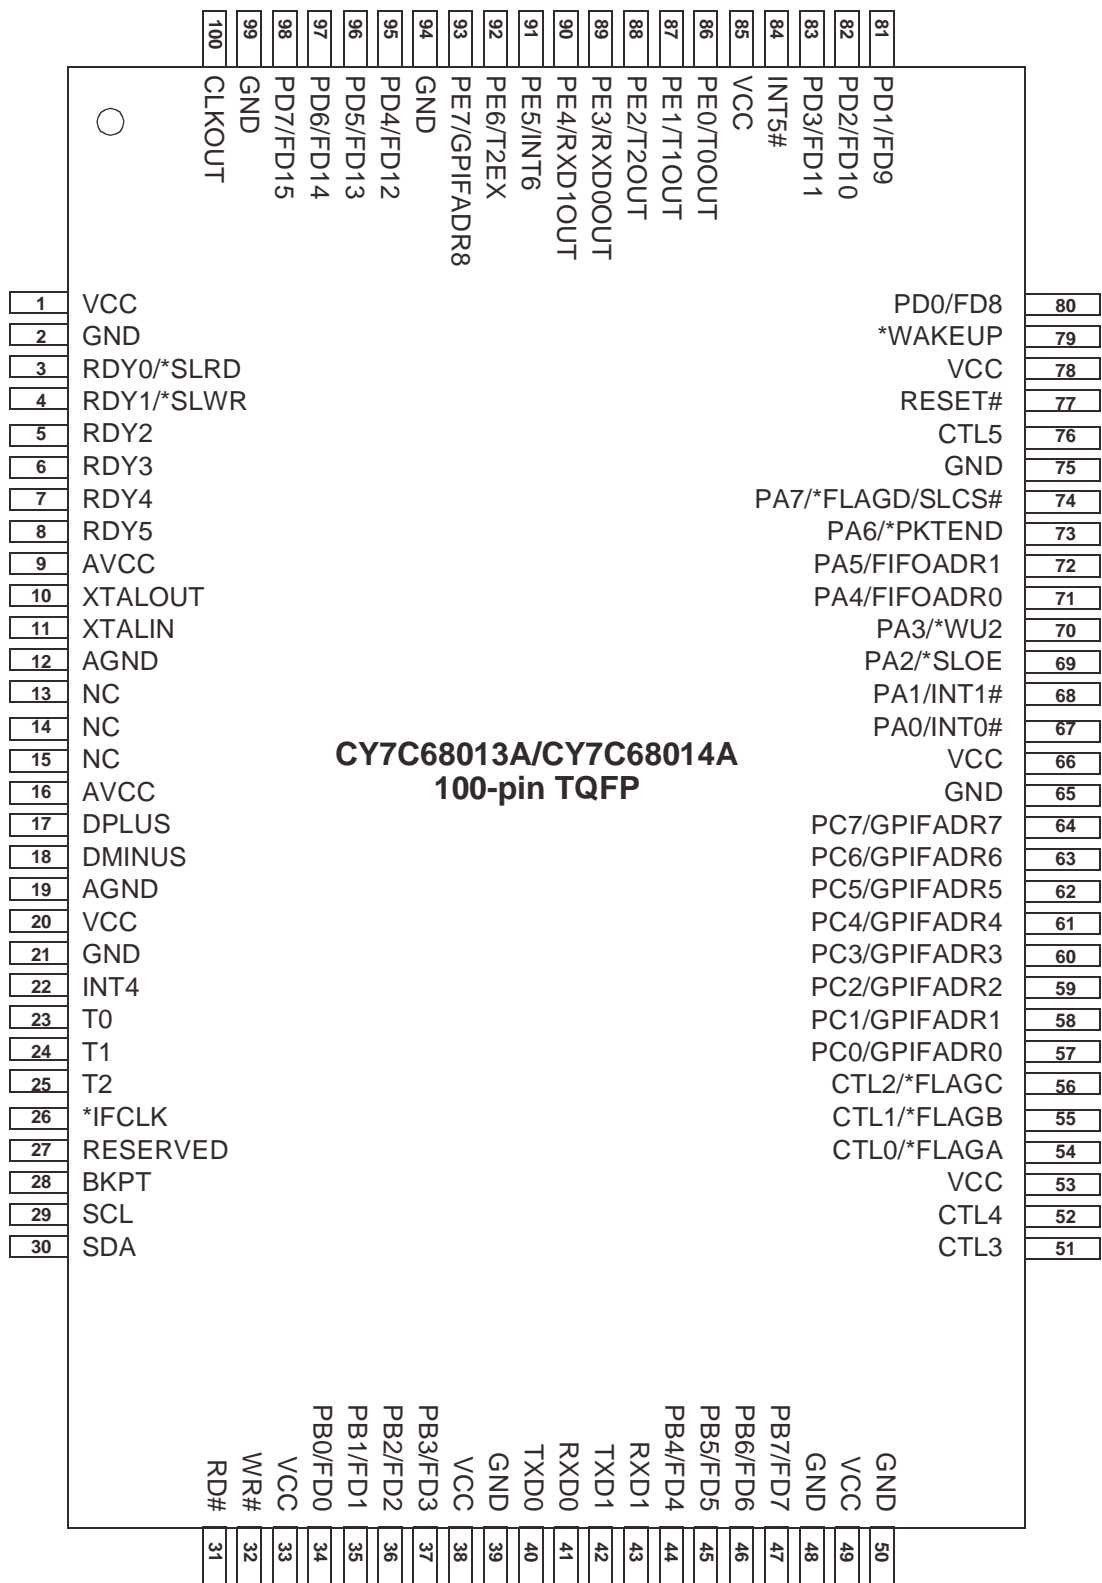 100 99 98 97 96 95 94 93 92 91 90 89 88 87 86 85 84 83 82 81
CLKOUT
GND
PD7/FD15
PD6/FD14
PD5/FD13
PD4/FD12
GND
PE7/GPIFADR8
PE6/T2EX
PE5/INT6
PE4/RXD1OUT
PE3/RXD0OUT
PE2/T2OUT
PE1/T1OUT
PE0/T0OUT
VCC
INT5#
PD3/FD11
PD2/FD10
PD1/FD9
1 VCC
2 GND
3 RDY0/*SLRD
4 RDY1/*SLWR
5 RDY2
6 RDY3
7 RDY4
8 RDY5
9 AVCC
10 XTALOUT
11 XTALIN
12 AGND
13 NC
14 NC
15 NC
16 AVCC
17 DPLUS
18 DMINUS
19 AGND
20 VCC
21 GND
22 INT4
23 T0
24 T1
25 T2
26 *IFCLK
27 RESERVED
28 BKPT
29 SCL
30 SDA
CY7C68013A/CY7C68014A
100-pin TQFP
PD0/FD8 80
*WAKEUP 79
VCC 78
RESET# 77
CTL5 76
GND 75
PA7/*FLAGD/SLCS# 74
PA6/*PKTEND 73
PA5/FIFOADR1 72
PA4/FIFOADR0 71
PA3/*WU2 70
PA2/*SLOE 69
PA1/INT1# 68
PA0/INT0# 67
VCC 66
GND 65
PC7/GPIFADR7 64
PC6/GPIFADR6 63
PC5/GPIFADR5 62
PC4/GPIFADR4 61
PC3/GPIFADR3 60
PC2/GPIFADR2 59
PC1/GPIFADR1 58
PC0/GPIFADR0 57
CTL2/*FLAGC 56
CTL1/*FLAGB 55
CTL0/*FLAGA 54
VCC 53
CTL4 52
CTL3 51
RD#
WR#
VCC
PB0/FD0
PB1/FD1
PB2/FD2
PB3/FD3
VCC
GND
TXD0
RXD0
TXD1
RXD1
PB4/FD4
PB5/FD5
PB6/FD6
PB7/FD7
GND
VCC
GND
31 32 33 34 35 36 37 38 39 40 41 42 43 44 45 46 47 48 49 50